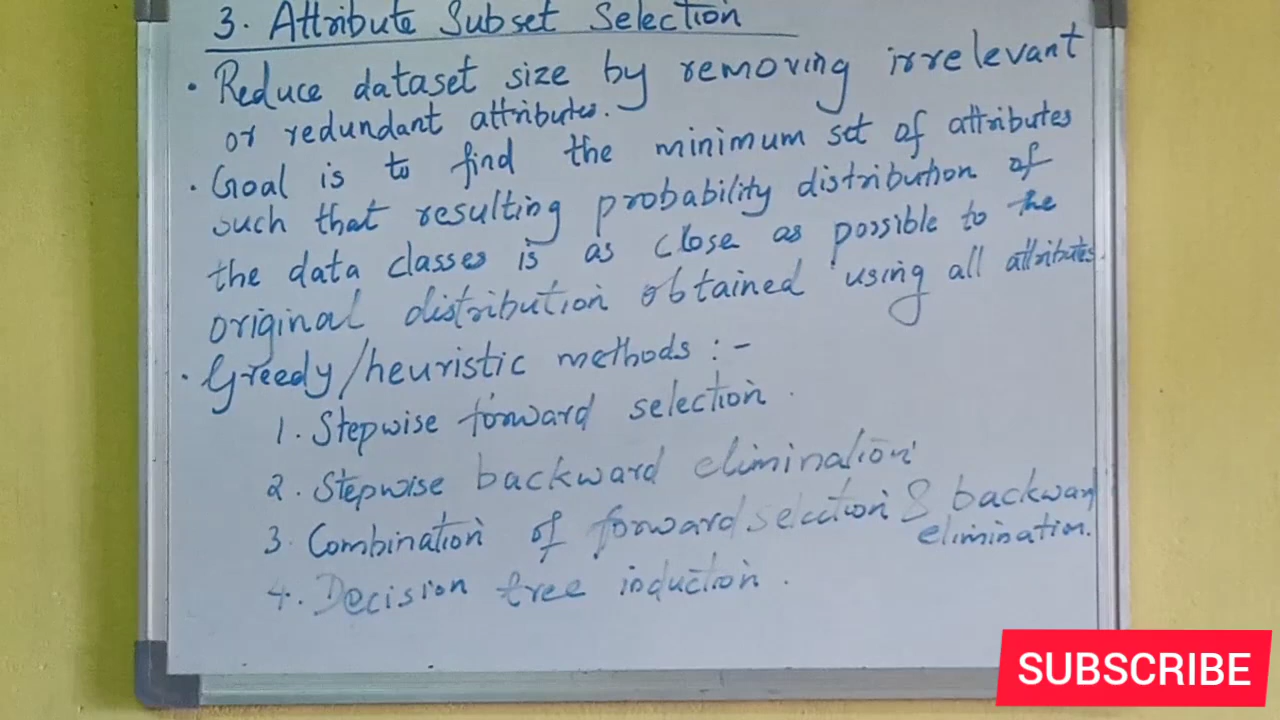 3. Attribute Subset Selection
• Reduce dataset size by removing irrelevant
or redundant attributes.
• Goal is to find the minimum set of attributes
such that resulting probability distribution of
the data classes is as close as possible to the
original distribution obtained using all attributes.
• Greedy/heuristic methods :-
1. Stepwise forward selection.
2. Stepwise backward elimination.
3. Combination of forward selection & backward
elimination.
4. Decision tree induction.
SUBSCRIBE